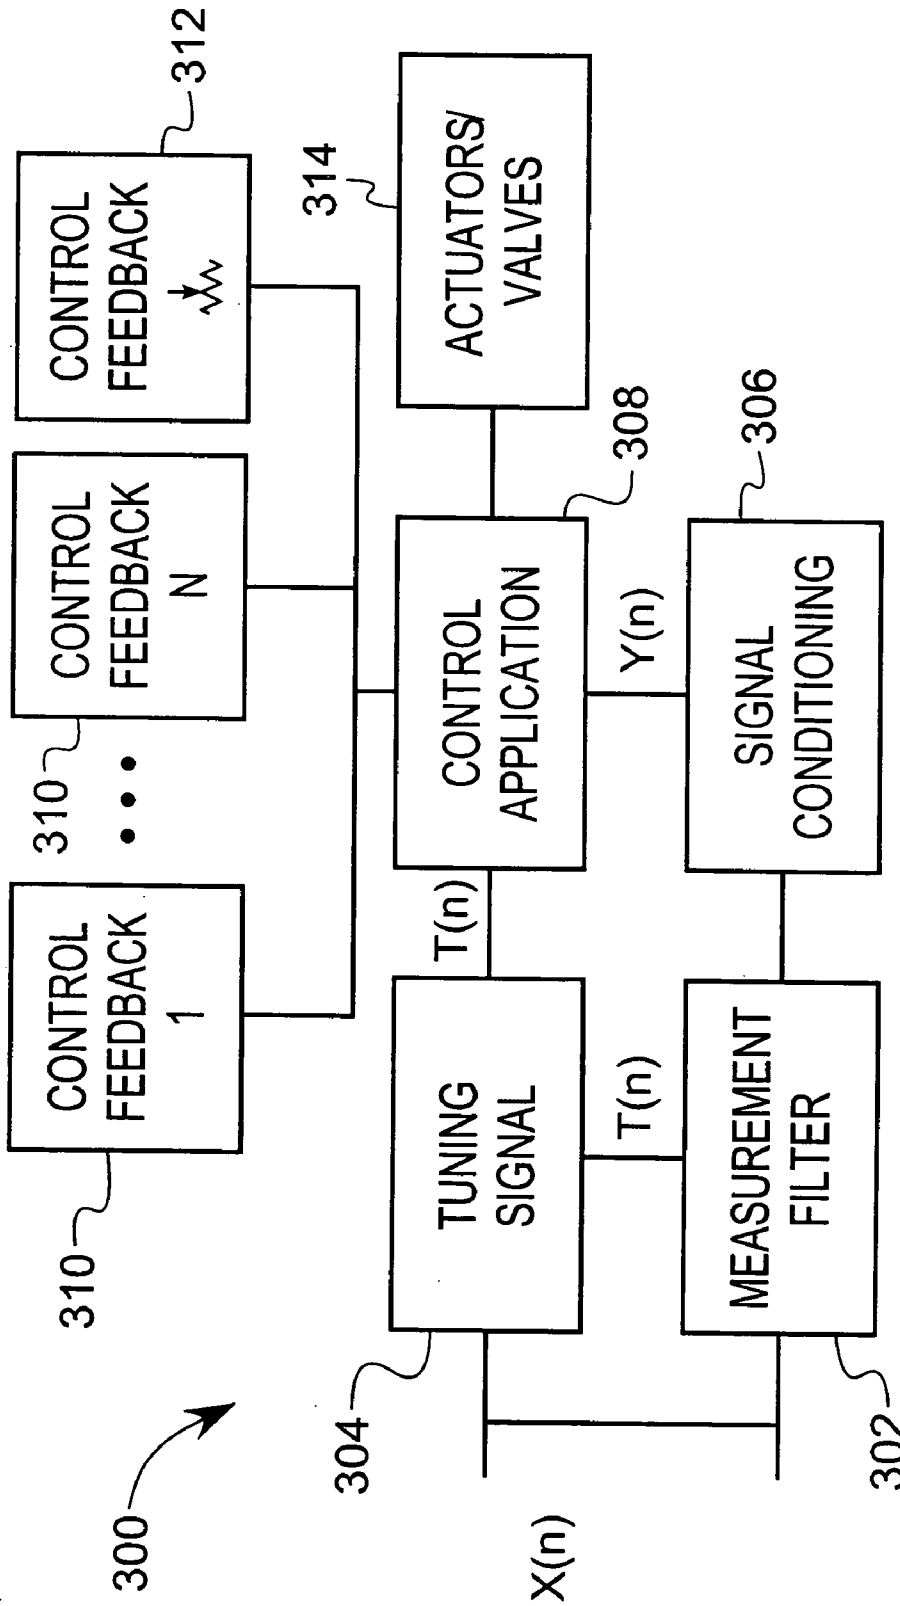 300
310
CONTROL
FEEDBACK
1
310
CONTROL
FEEDBACK
N
312
CONTROL
FEEDBACK
304
TUNING
SIGNAL
T(n)
308
CONTROL
APPLICATION
314
ACTUATORS/
VALVES
X(n)
T(n)
Y(n)
302
MEASUREMENT
FILTER
306
SIGNAL
CONDITIONING